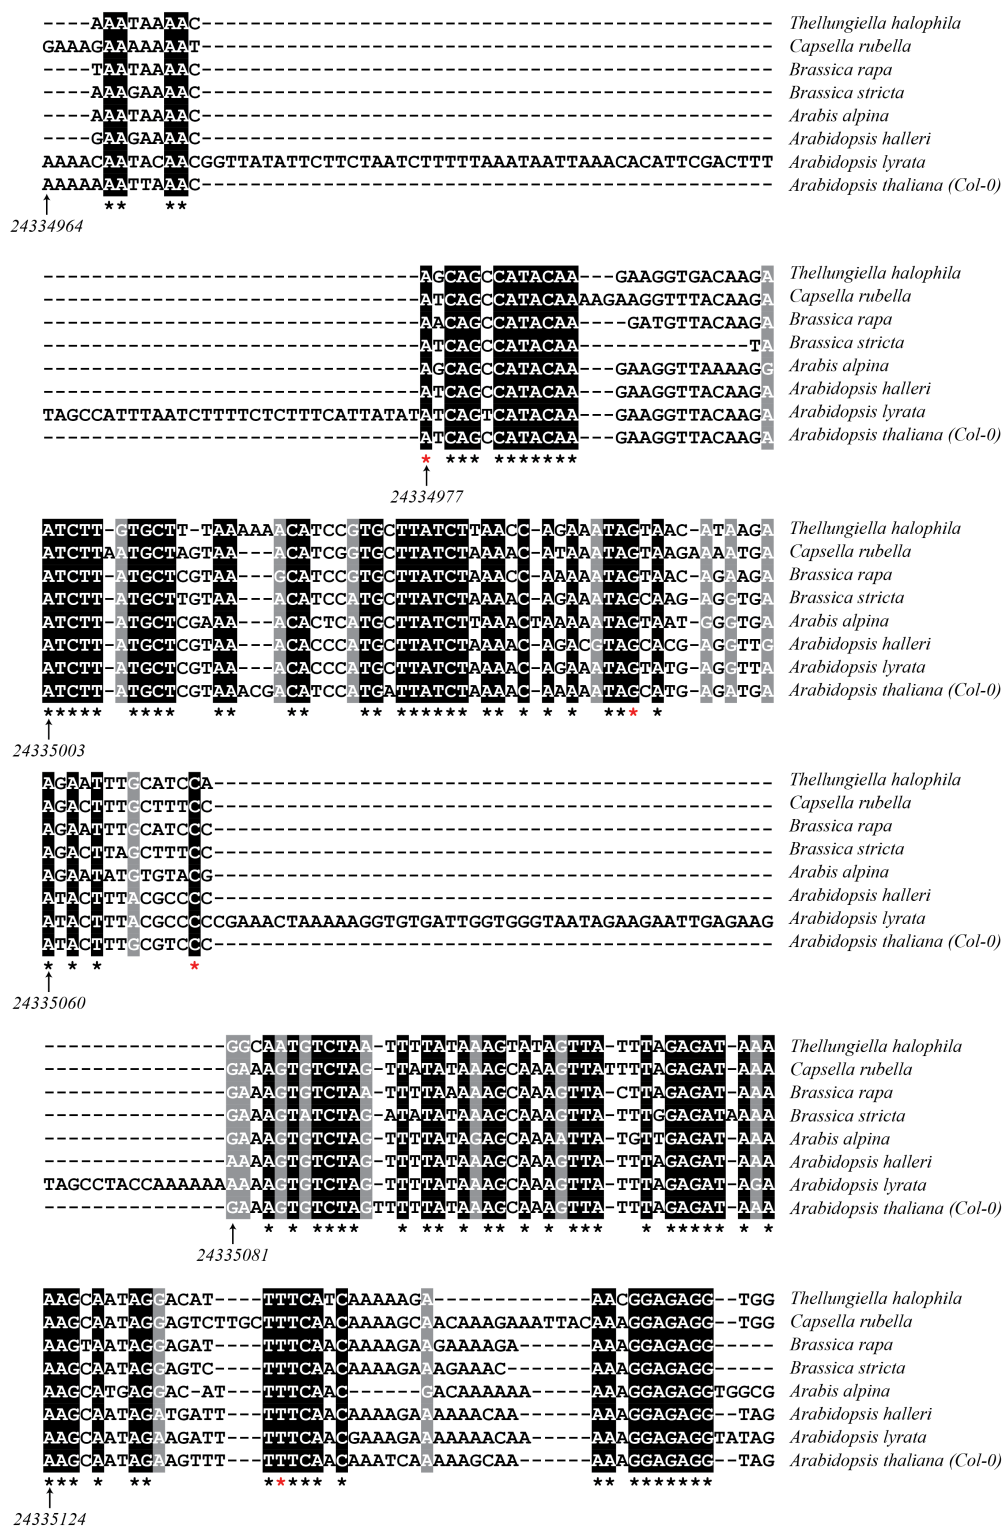 ----AAATAAAAC----------------------------------------------- Thellungiella halophila
GAAAGAAAAAAAT----------------------------------------------- Capsella rubella
----TAATAAAAC----------------------------------------------- Brassica rapa
----AAAGAAAAC----------------------------------------------- Brassica stricta
----AAATAAAAC----------------------------------------------- Arabis alpina
----GAAGAAAAC----------------------------------------------- Arabidopsis halleri
AAAACAATACAACGGTTATATTCTTCTAATCTTTTTAAATAATTAAACACATTCGACTTT Arabidopsis lyrata
AAAAAAATTAAAC----------------------------------------------- Arabidopsis thaliana (Col-0)
** **
24334964
-------------------------------AGCAGCCATACAA---GAAGGTGACAAGA Thellungiella halophila
-------------------------------ATCAGCCATACAAAAGAAGGTTTACAAGA Capsella rubella
-------------------------------AACAGCCATACAA----GATGTTACAAGA Brassica rapa
-------------------------------ATCAGCCATACAA--------------TA Brassica stricta
-------------------------------AGCAGCCATACAA---GAAGGTTAAAAGG Arabis alpina
-------------------------------ATCAGCCATACAA---GAAGGTTACAAGA Arabidopsis halleri
TAGCCATTTAATCTTTTCTCTTTCATTATATATCAGTCATACAA---GAAGGTTACAAGA Arabidopsis lyrata
-------------------------------ATCAGCCATACAA---GAAGGTTACAAGA Arabidopsis thaliana (Col-0)
* *** *******
24334977
ATCTT-GTGCTT-TAAAAAACATCCGTGCTTATCTTAACC-AGAAATAGTAAC-ATAAGA Thellungiella halophila
ATCTTAATGCTAGTAA---ACATCGGTGCTTATCTAAAAC-ATAAATAGTAAGAAAATGA Capsella rubella
ATCTT-ATGCTCGTAA---GCATCCGTGCTTATCTAAACC-AAAAATAGTAAC-AGAAGA Brassica rapa
ATCTT-ATGCTTGTAA---ACATCCATGCTTATCTAAAAC-AGAAATAGCAAG-AGGTGA Brassica stricta
ATCTT-ATGCTCGAAA---ACACTCATGCTTATCTTAAACTAAAAATAGTAAT-GGGTGA Arabis alpina
ATCTT-ATGCTCGTAA---ACACCCATGCTTATCTAAAAC-AGACGTAGCACG-AGGTTG Arabidopsis halleri
ATCTT-ATGCTCGTAA---ACACCCATGCTTATCTAAAAC-AGAAATAGTATG-AGGTTA Arabidopsis lyrata
ATCTT-ATGCTCGTAAACGACATCCATGATTATCTAAAAC-AAAAATAGCATG-AGATGA Arabidopsis thaliana (Col-0)
***** **** ** ** ** ****** ** * * * *** *
24335003
AGAATTTGCATCCA---------------------------------------------- Thellungiella halophila
AGACTTTGCTTTCC---------------------------------------------- Capsella rubella
AGAATTTGCATCCC---------------------------------------------- Brassica rapa
AGACTTAGCTTTCC---------------------------------------------- Brassica stricta
AGAATATGTGTACG---------------------------------------------- Arabis alpina
ATACTTTACGCCCC---------------------------------------------- Arabidopsis halleri
ATACTTTACGCCCCCGAAACTAAAAAGGTGTGATTGGTGGGTAATAGAAGAATTGAGAAG Arabidopsis lyrata
ATACTTTGCGTCCC---------------------------------------------- Arabidopsis thaliana (Col-0)
* * * *
24335060
---------------GGCAATGTCTAA-TTTTATAAAGTATAGTTA-TTTAGAGAT-AAA Thellungiella halophila
---------------GAAAGTGTCTAG-TTATATAAAGCAAAGTTATTTTAGAGAT-AAA Capsella rubella
---------------GAAAGTGTCTAA-TTTTAAAAAGCAAAGTTA-CTTAGAGAT-AAA Brassica rapa
---------------GAAAGTATCTAG-ATATATAAAGCAAAGTTA-TTTGGAGATAAAA Brassica stricta
---------------GAAAGTGTCTAG-TTTTATAGAGCAAAATTA-TGTTGAGAT-AAA Arabis alpina
---------------AAAAGTGTCTAG-TTTTATAAAGCAAAGTTA-TTTAGAGAT-AAA Arabidopsis halleri
TAGCCTACCAAAAAAAAAAGTGTCTAG-TTTTATAAAGCAAAGTTA-TTTAGAGAT-AGA Arabidopsis lyrata
---------------GAAAGTGTCTAGTTTTTATAAAGCAAAGTTA-TTTAGAGAT-AAA Arabidopsis thaliana (Col-0)
* * **** * ** ** * * *** * ***** * *
24335081
AAGCAATAGGACAT----TTTCATCAAAAAGA-------------AACGGAGAGG--TGG Thellungiella halophila
AAGCAATAGGAGTCTTGCTTTCAACAAAAGCAACAAAGAAATTACAAAGGAGAGG--TGG Capsella rubella
AAGTAATAGGAGAT----TTTCAACAAAAGAAGAAAAGA------AAAGGAGAGG----- Brassica rapa
AAGCAATAGGAGTC----TTTCAACAAAAGAAAGAAAC-------AAAGGAGAGG----- Brassica stricta
AAGCATGAGGAC-AT---TTTCAAC------GACAAAAAA-----AAAGGAGAGGTGGCG Arabis alpina
AAGCAATAGATGATT---TTTCAACAAAAGAAAAAAACAA-----AAAGGAGAGG--TAG Arabidopsis halleri
AAGCAATAGAAGATT---TTTCAACGAAAGAAAAAAAACAA----AAAGGAGAGGTATAG Arabidopsis lyrata
AAGCAATAGAAGTTT---TTTCAACAAATCAAAAAAGCAA-----AAAGGAGAGG--TAG Arabidopsis thaliana (Col-0)
*** * ** ***** * ** *******
24335124